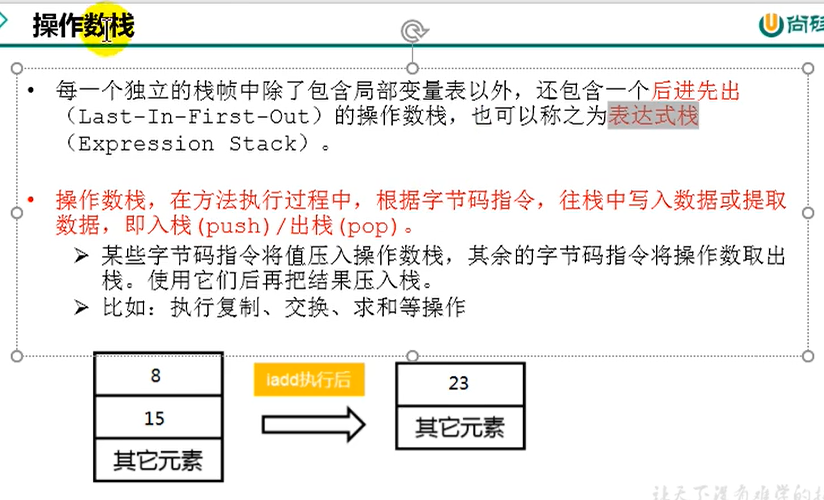 操作数栈
尚硅
• 每一个独立的栈帧中除了包含局部变量表以外，还包含一个后进先出
（Last-In-First-Out）的操作数栈，也可以称之为表达式栈
（Expression Stack）。
• 操作数栈，在方法执行过程中，根据字节码指令，往栈中写入数据或提取
数据，即入栈(push)/出栈(pop)。
➢ 某些字节码指令将值压入操作数栈，其余的字节码指令将操作数取出
栈。使用它们后再把结果压入栈。
➢ 比如：执行复制、交换、求和等操作
8
15
其它元素
iadd执行后
23
其它元素
让天下没有难学的技